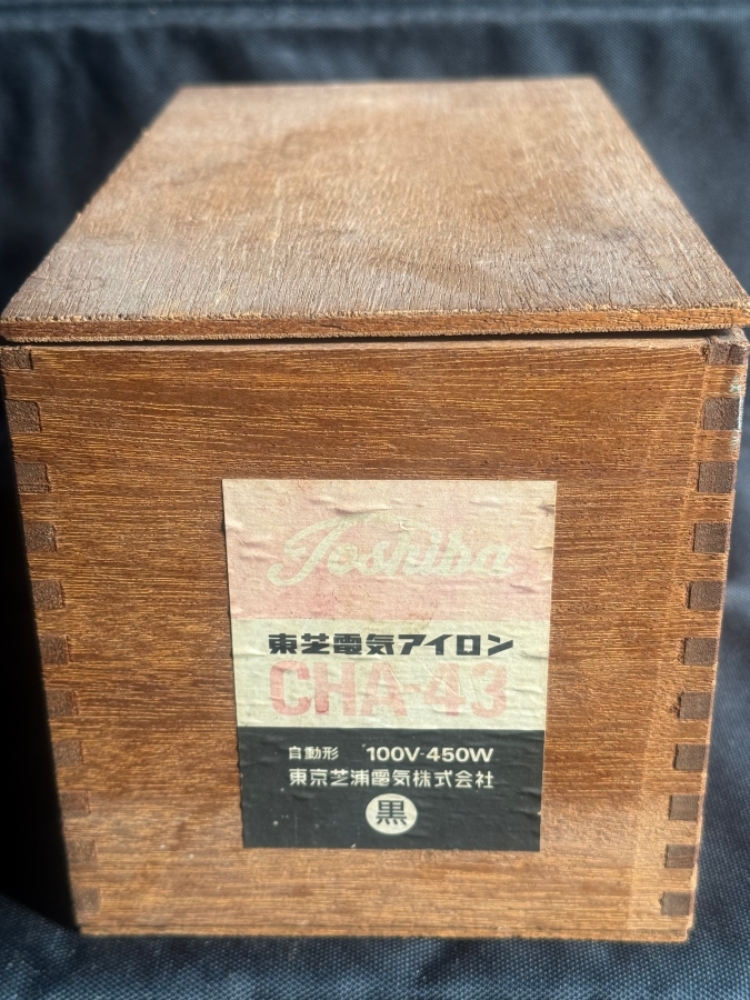 Toshiba
東芝電気アイロン
CHA-43
自動形 100V-450W
東京芝浦電気株式会社
黒